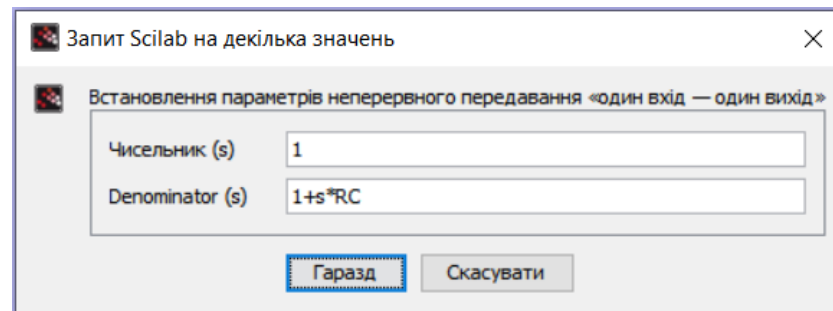 Запит Scilab на декілька значень
Встановлення параметрів неперервного передавання «один вхід — один вихід»
Чисельник (s) 1
Denominator (s) 1+s*RC
Гаразд Скасувати